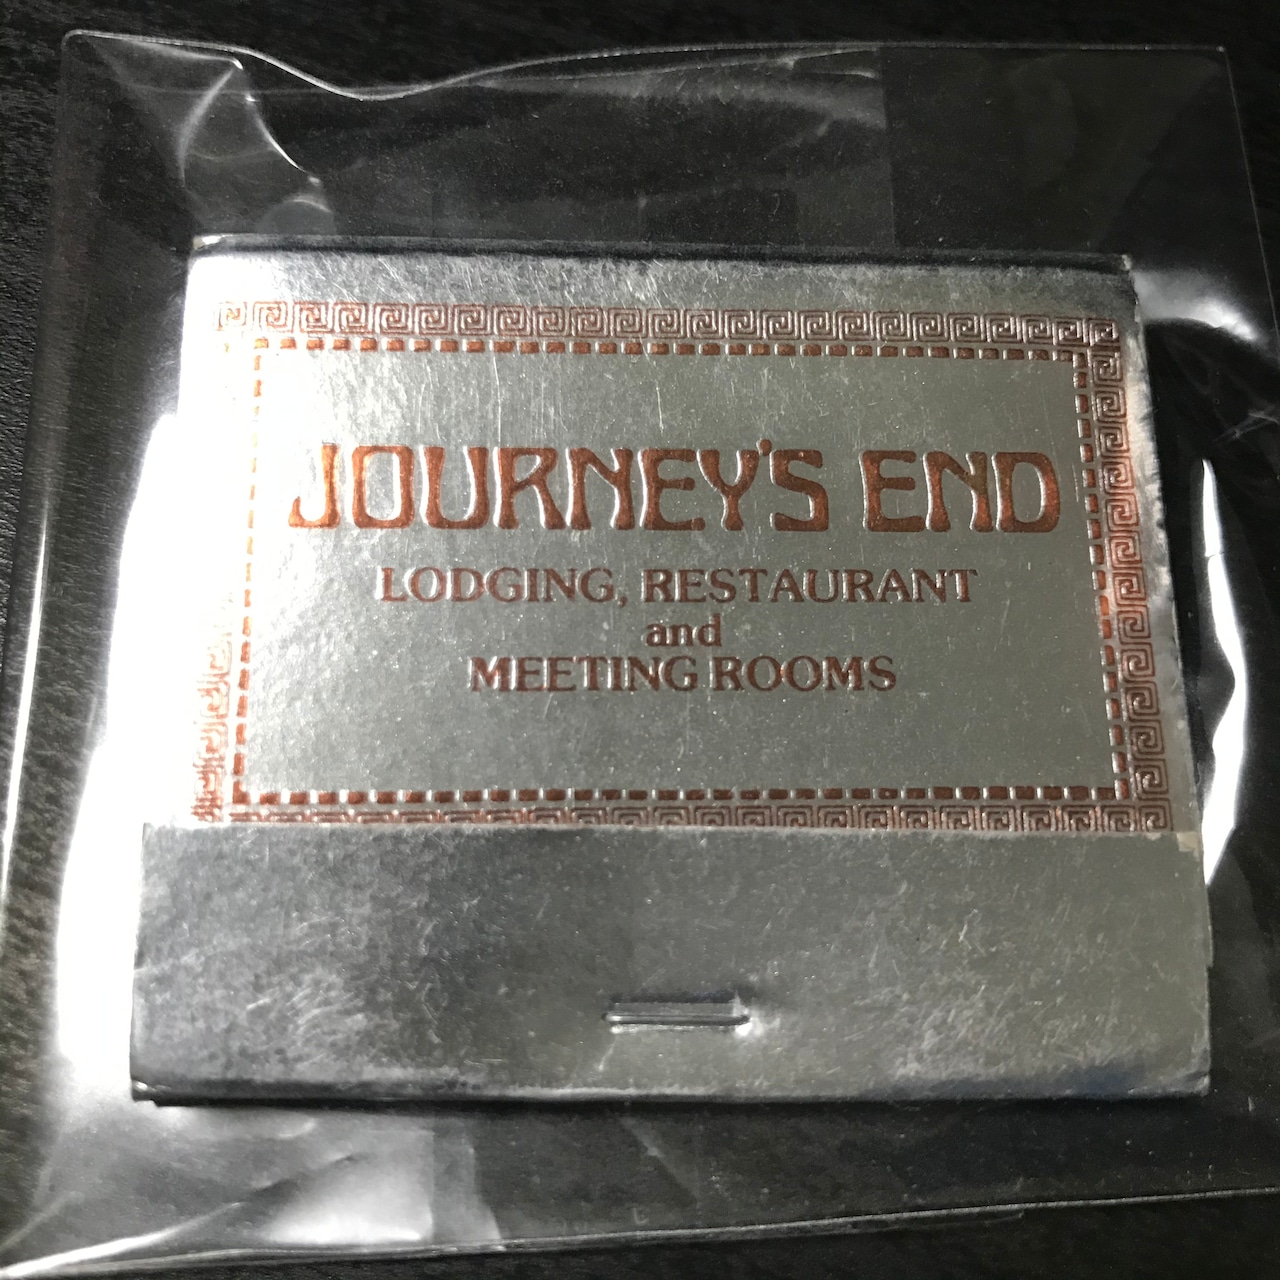 JOURNEY'S END
LODGING, RESTAURANT
and
MEETING ROOMS